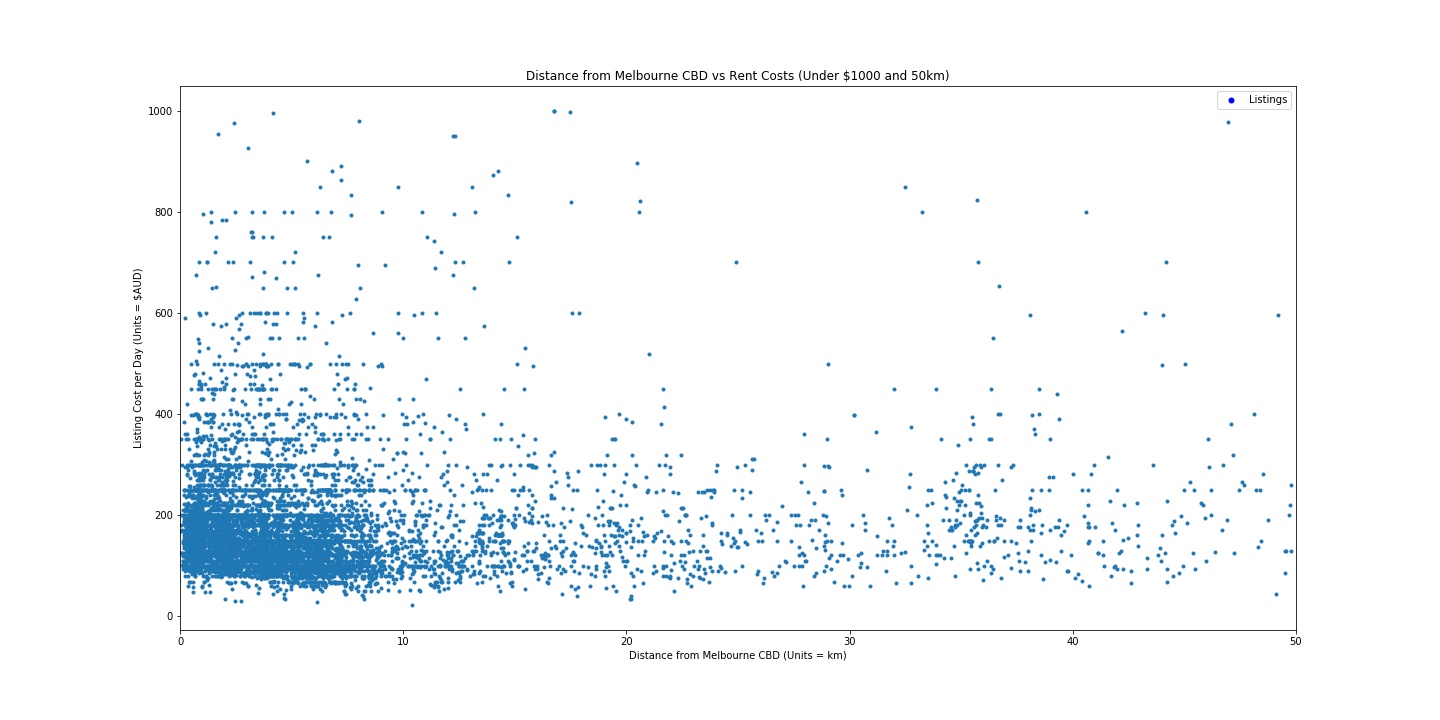 Distance from Melbourne CBD vs Rent Costs (Under $1000 and 50km)
Listings
Listing Cost per Day (Units = $AUD)
1000
800
600
400
200
0
0 10 20 30 40 50
Distance from Melbourne CBD (Units = km)